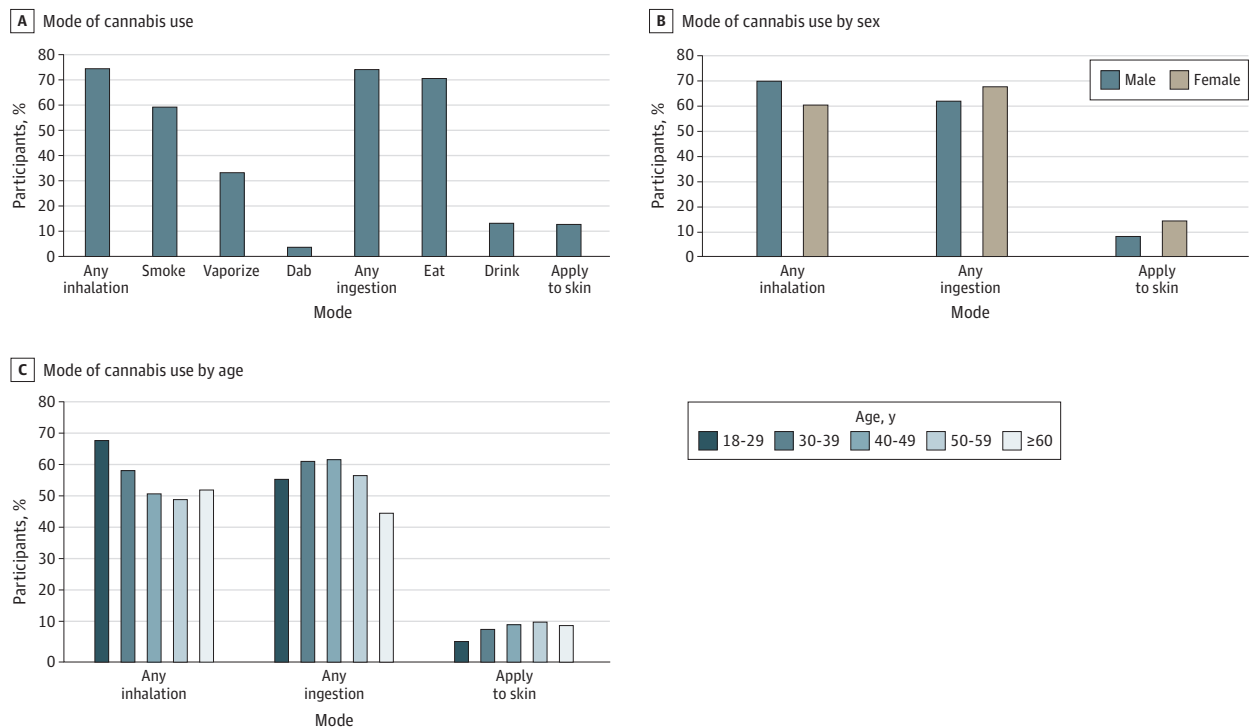 A Mode of cannabis use
80
70
60
50
40
30
20
10
0
Participants, %
Any inhalation
Smoke
Vaporize
Dab
Any ingestion
Eat
Drink
Apply to skin
Mode
B Mode of cannabis use by sex
80
70
60
50
40
30
20
10
0
Participants, %
Male Female
Any inhalation
Any ingestion
Apply to skin
Mode
C Mode of cannabis use by age
80
70
60
50
40
30
20
10
0
Participants, %
Any inhalation
Any ingestion
Apply to skin
Mode
Age, y
18-29 30-39 40-49 50-59 ≥60